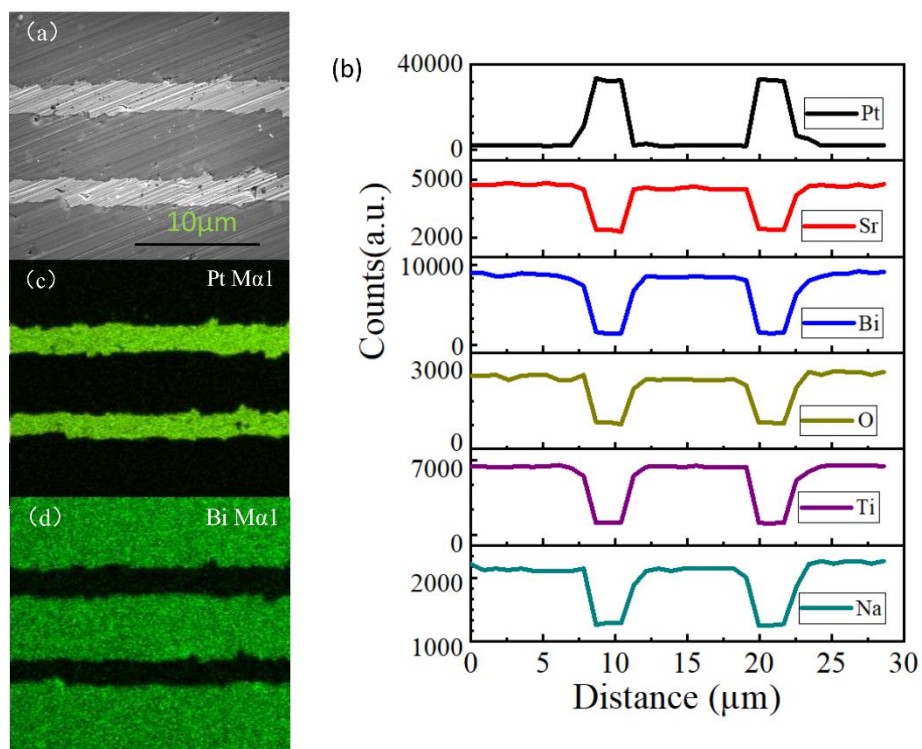 （a）
10μm
（c）
Pt Mα1
（d）
Bi Mα1
(b)
Counts(a.u.)
40000
0
Pt
5000
2000
Sr
10000
0
Bi
3000
0
O
7000
0
Ti
2000
1000
Na
0 5 10 15 20 25 30
Distance (μm)